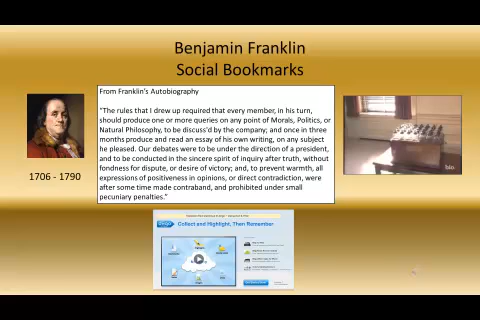 Benjamin Franklin
Social Bookmarks
From Franklin's Autobiography
"The rules that I drew up required that every member, in his turn,
should produce one or more queries on any point of Morals, Politics, or
Natural Philosophy, to be discuss'd by the company; and once in three
months produce and read an essay of his own writing, on any subject
he pleased. Our debates were to be under the direction of a president,
and to be conducted in the sincere spirit of inquiry after truth, without
fondness for dispute, or desire of victory; and, to prevent warmth, all
expressions of positiveness in opinions, or direct contradiction, were
after some time made contraband, and prohibited under small
pecuniary penalties."
1706 - 1790
Collect and Highlight, Then Remember